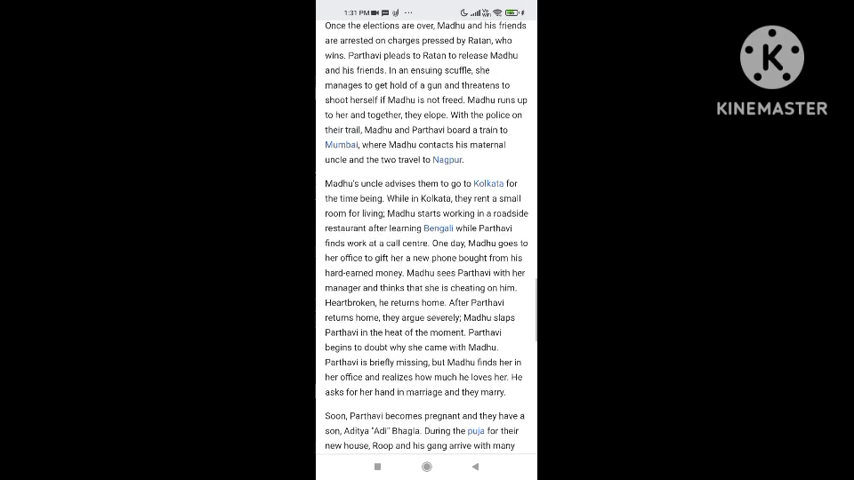 1:31 PM
Once the elections are over, Madhu and his friends
are arrested on charges pressed by Ratan, who
wins. Parthavi pleads to Ratan to release Madhu
and his friends. In an ensuing scuffle, she
manages to get hold of a gun and threatens to
shoot herself if Madhu is not freed. Madhu runs up
to her and together, they elope. With the police on
their trail, Madhu and Parthavi board a train to
Mumbai, where Madhu contacts his maternal
uncle and the two travel to Nagpur.
Madhu's uncle advises them to go to Kolkata for
the time being. While in Kolkata, they rent a small
room for living; Madhu starts working in a roadside
restaurant after learning Bengali while Parthavi
finds work at a call centre. One day, Madhu goes to
her office to gift her a new phone bought from his
hard-earned money. Madhu sees Parthavi with her
manager and thinks that she is cheating on him.
Heartbroken, he returns home. After Parthavi
returns home, they argue severely; Madhu slaps
Parthavi in the heat of the moment. Parthavi
begins to doubt why she came with Madhu.
Parthavi is briefly missing, but Madhu finds her in
her office and realizes how much he loves her. He
asks for her hand in marriage and they marry.
Soon, Parthavi becomes pregnant and they have a
son, Aditya "Adi" Bhagla. During the puja for their
new house, Roop and his gang arrive with many
K
KINEMASTER